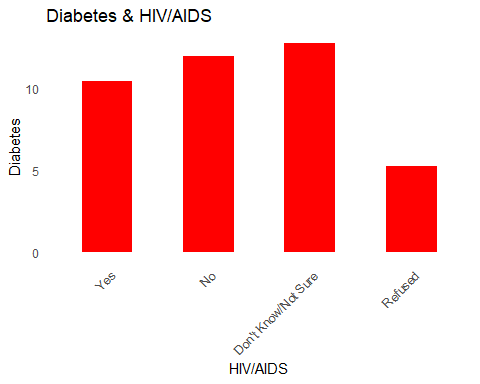 Diabetes & HIV/AIDS
Diabetes
10
5
0
Yes
No
Don't Know/Not Sure
Refused
HIV/AIDS